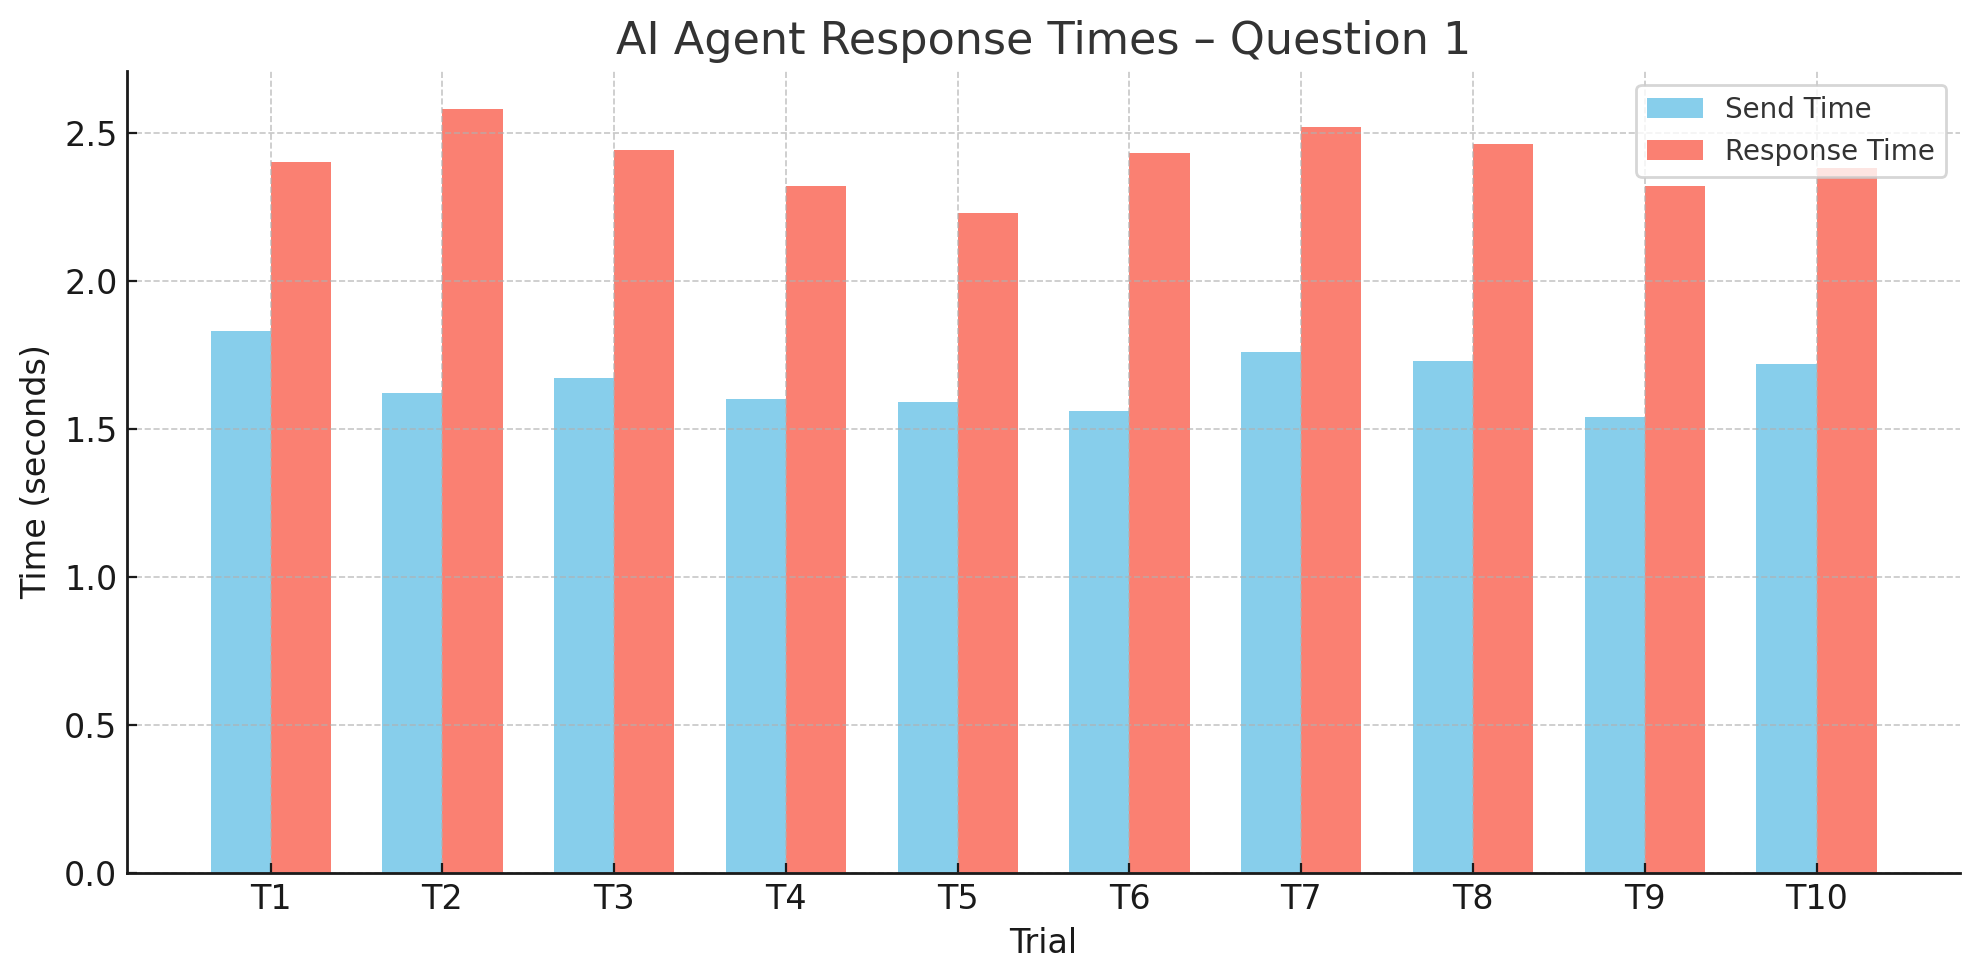 AI Agent Response Times – Question 1
Send Time
Response Time
Time (seconds)
2.5
2.0
1.5
1.0
0.5
0.0
T1 T2 T3 T4 T5 T6 T7 T8 T9 T10
Trial